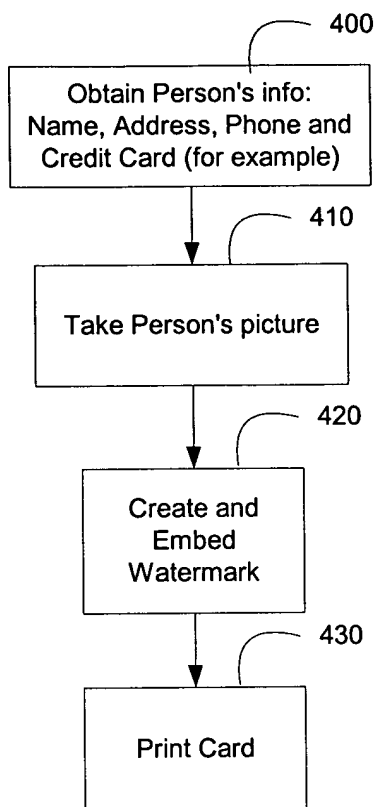 400
Obtain Person's info:
Name, Address, Phone and
Credit Card (for example)
410
Take Person's picture
420
Create and
Embed
Watermark
430
Print Card